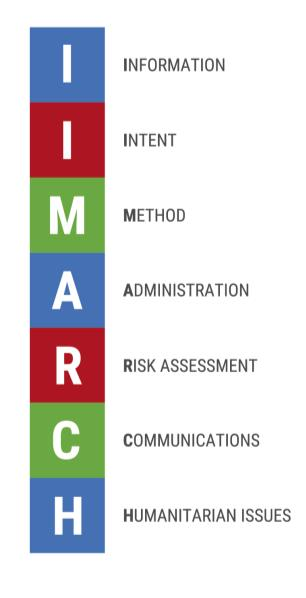 I INFORMATION
I INTENT
M METHOD
A ADMINISTRATION
R RISK ASSESSMENT
C COMMUNICATIONS
H HUMANITARIAN ISSUES